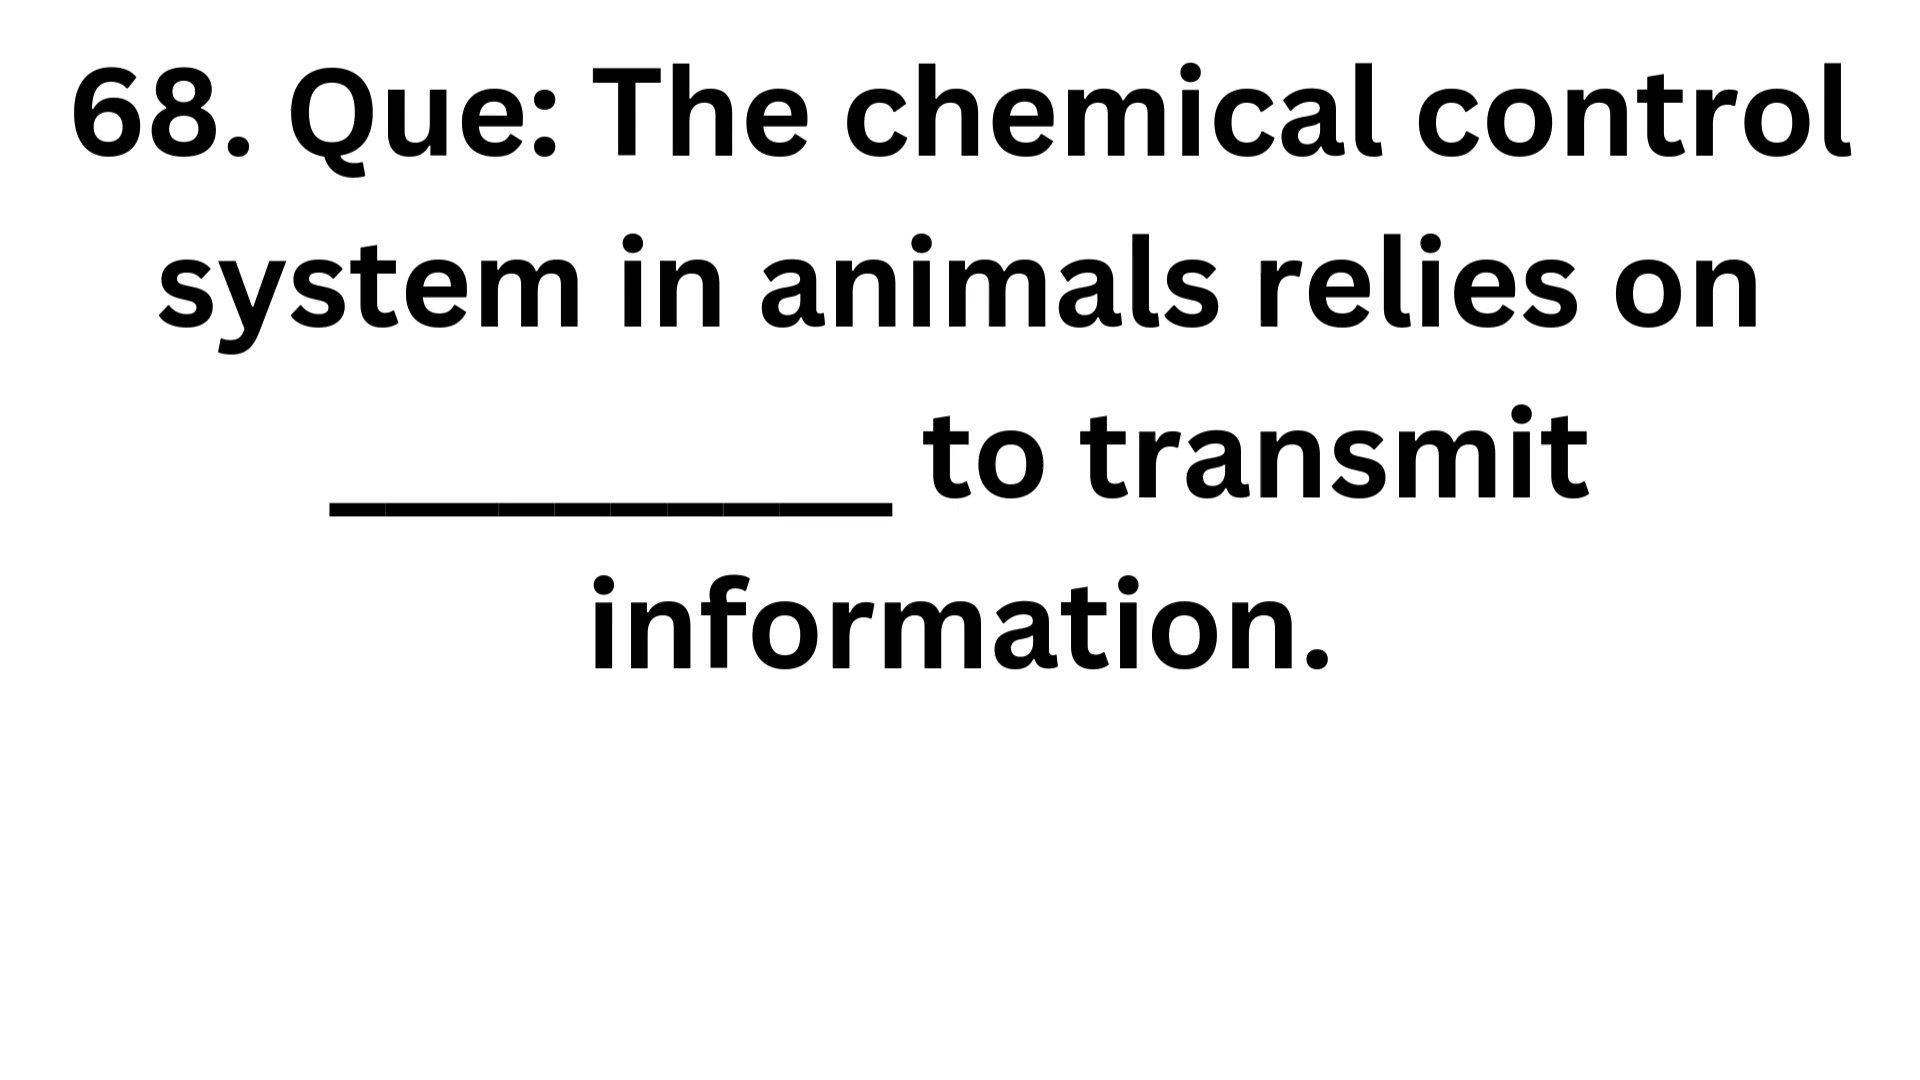 68. Que: The chemical control
system in animals relies on
__________ to transmit
information.